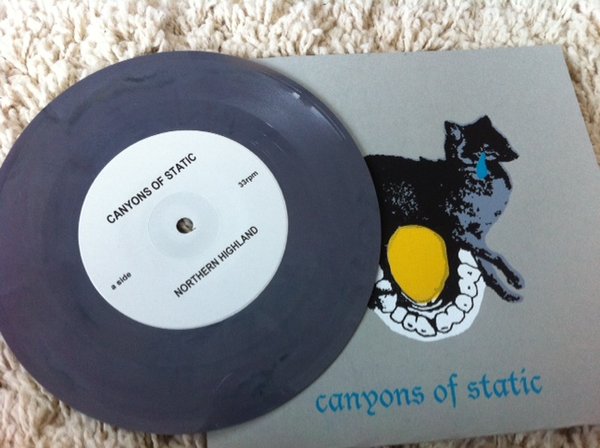 CANYONS OF STATIC
33rpm
a side
NORTHERN HIGHLAND
canyons of static